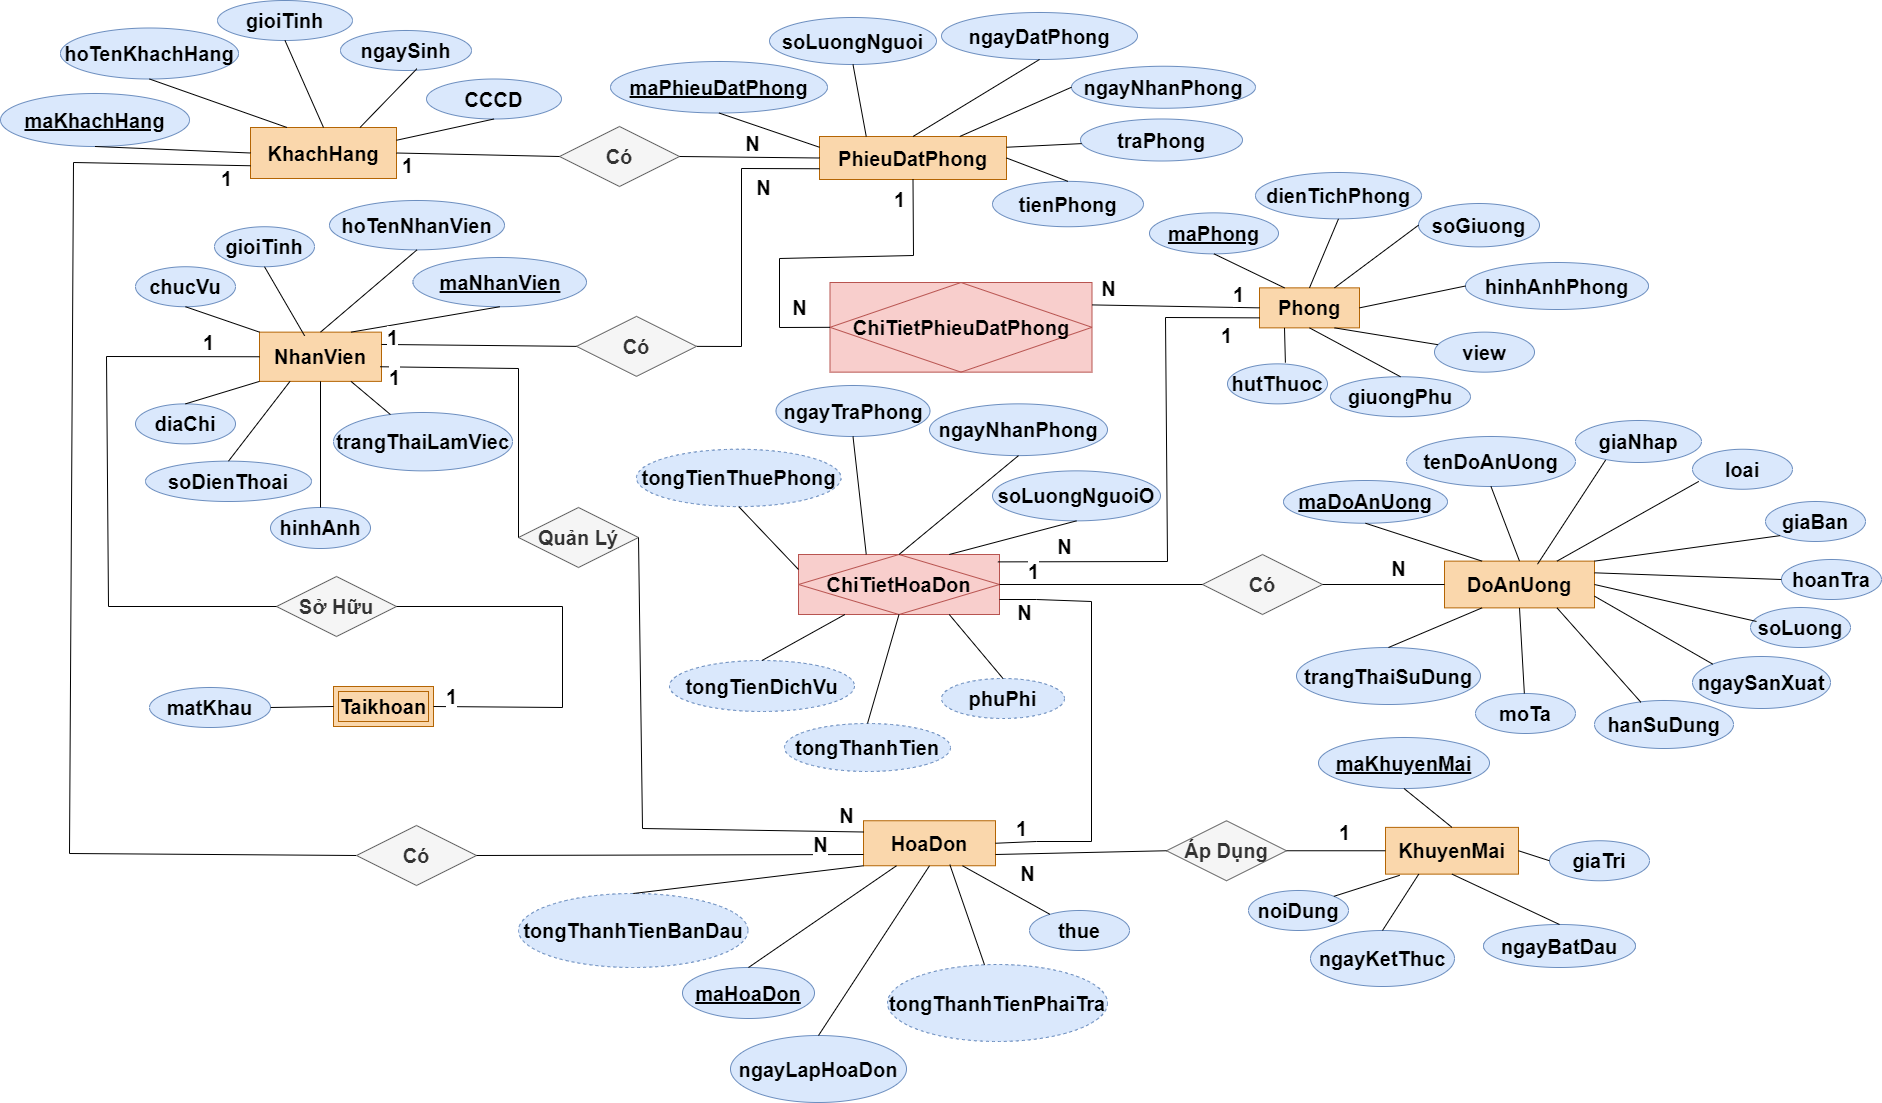 gioiTinh
hoTenKhachHang
ngaySinh
CCCD
maKhachHang
KhachHang
1
1
Có
N
soLuongNguoi
ngayDatPhong
maPhieuDatPhong
ngayNhanPhong
traPhong
tienPhong
PhieuDatPhong
N
1
dienTichPhong
maPhong
soGiuong
hinhAnhPhong
Phong
view
hutThuoc
giuongPhu
1
1
N
N
ChiTietPhieuDatPhong
hoTenNhanVien
gioiTinh
chucVu
maNhanVien
NhanVien
1
1
1
Có
diaChi
trangThaiLamViec
soDienThoai
hinhAnh
Quản Lý
Sở Hữu
matKhau
Taikhoan
1
ngayTraPhong
ngayNhanPhong
tongTienThuePhong
soLuongNguoiO
ChiTietHoaDon
N
1
N
Có
N
tongTienDichVu
phuPhi
tongThanhTien
giaNhap
tenDoAnUong
loai
maDoAnUong
giaBan
hoanTra
DoAnUong
soLuong
trangThaiSuDung
ngaySanXuat
moTa
hanSuDung
maKhuyenMai
KhuyenMai
giaTri
noiDung
ngayBatDau
ngayKetThuc
1
Áp Dụng
N
1
HoaDon
N
N
Có
tongThanhTienBanDau
thue
maHoaDon
tongThanhTienPhaiTra
ngayLapHoaDon